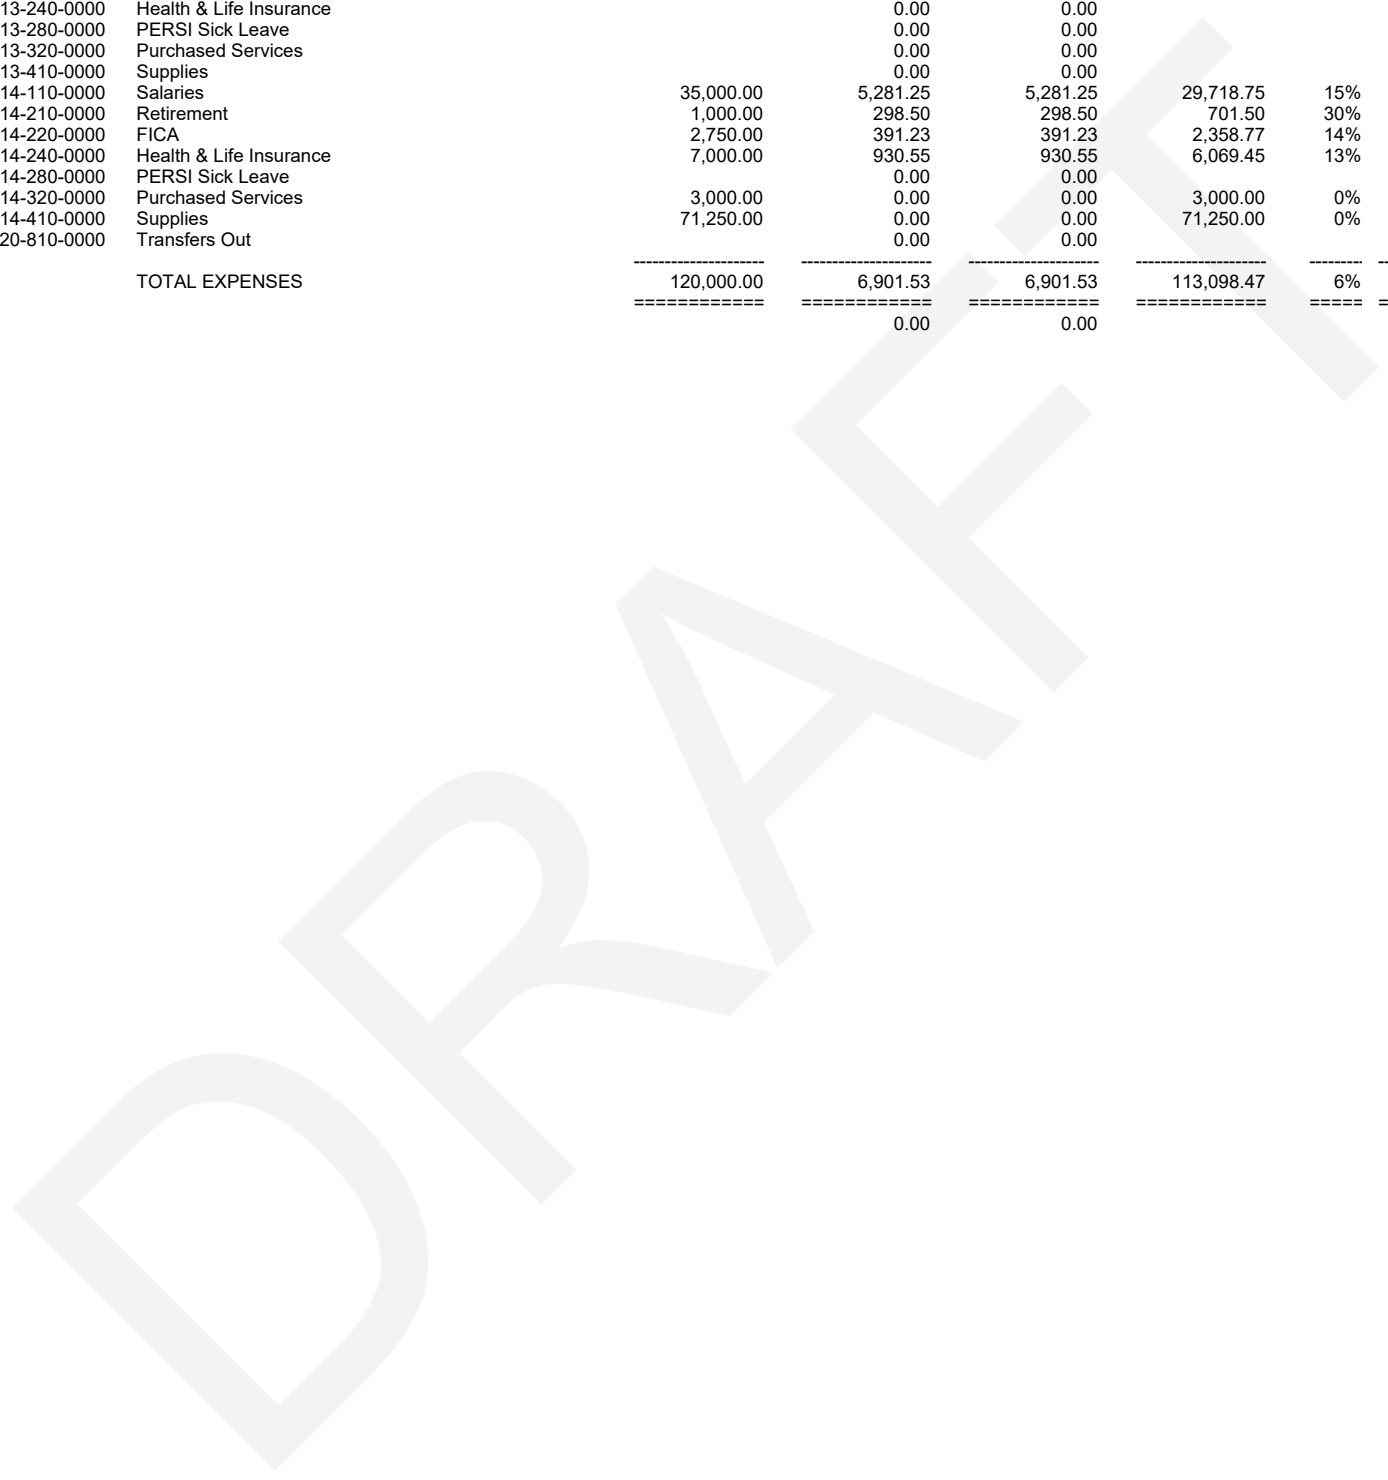 13-240-0000 Health & Life Insurance 0.00 0.00
13-280-0000 PERSI Sick Leave 0.00 0.00
13-320-0000 Purchased Services 0.00 0.00
13-410-0000 Supplies 0.00 0.00
14-110-0000 Salaries 35,000.00 5,281.25 5,281.25 29,718.75 15%
14-210-0000 Retirement 1,000.00 298.50 298.50 701.50 30%
14-220-0000 FICA 2,750.00 391.23 391.23 2,358.77 14%
14-240-0000 Health & Life Insurance 7,000.00 930.55 930.55 6,069.45 13%
14-280-0000 PERSI Sick Leave 0.00 0.00
14-320-0000 Purchased Services 3,000.00 0.00 0.00 3,000.00 0%
14-410-0000 Supplies 71,250.00 0.00 0.00 71,250.00 0%
20-810-0000 Transfers Out 0.00 0.00
--------------------- --------------------- --------------------- --------------------- -------- --
TOTAL EXPENSES 120,000.00 6,901.53 6,901.53 113,098.47 6%
============ ============ ============ ============ ===== =
0.00 0.00
DRAFT